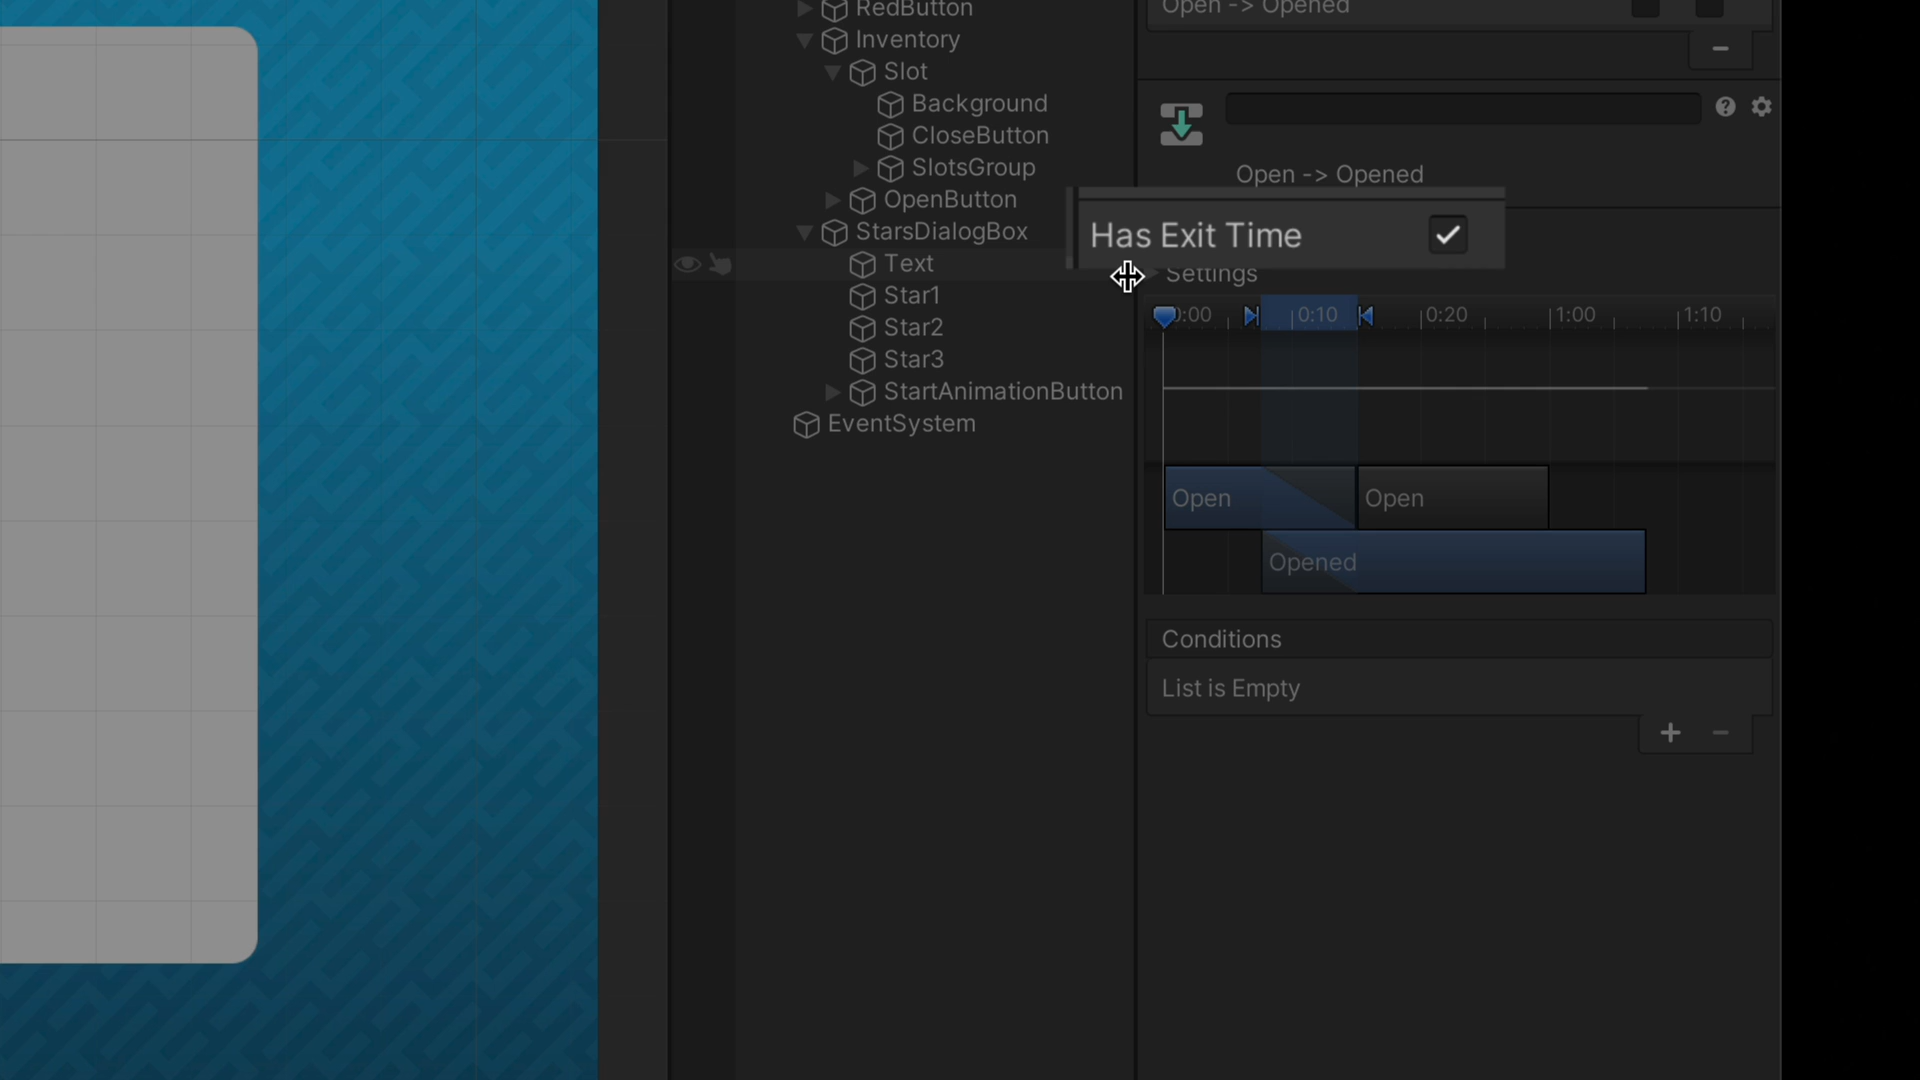 RedButton
Inventory
Slot
Background
CloseButton
SlotsGroup
OpenButton
StarsDialogBox
Text
Star1
Star2
Star3
StartAnimationButton
EventSystem
Open -> Opened
Open -> Opened
Has Exit Time
Settings
0:00 0:10 0:20 1:00 1:10
Open Open
Opened
Conditions
List is Empty